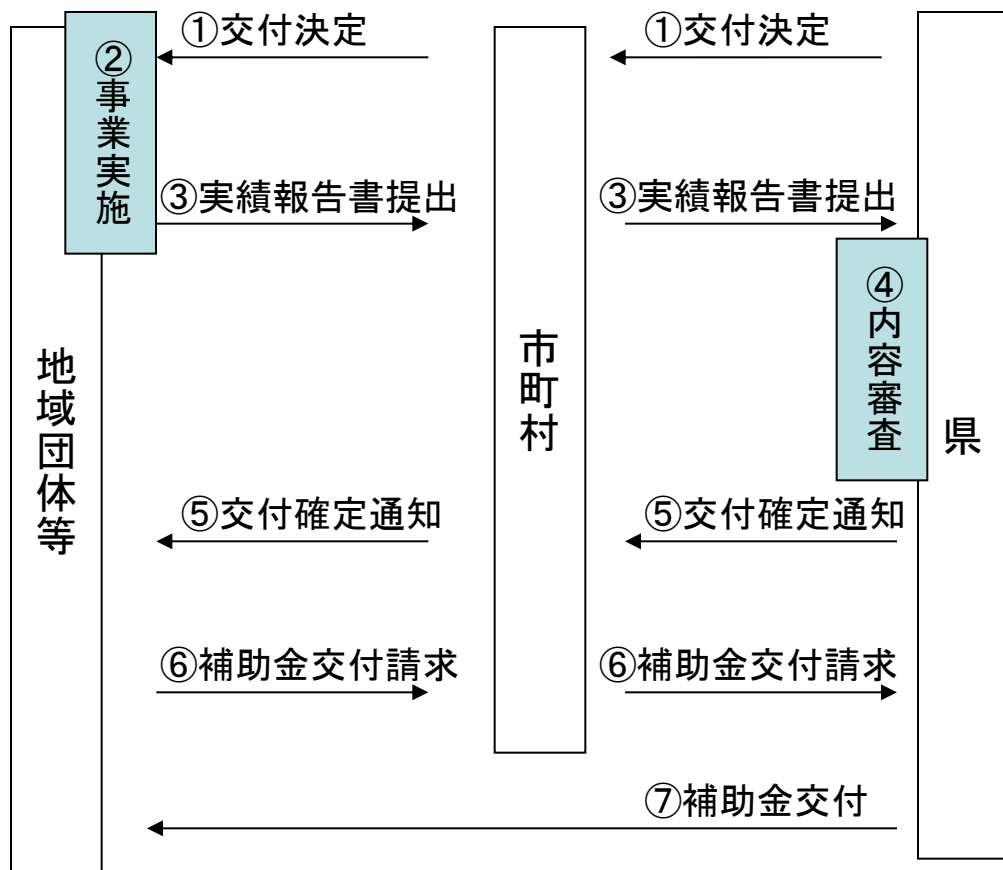 ①交付決定
①交付決定
②事業実施
③実績報告書提出
③実績報告書提出
④内容審査
地域団体等
市町村
県
⑤交付確定通知
⑤交付確定通知
⑥補助金交付請求
⑥補助金交付請求
⑦補助金交付